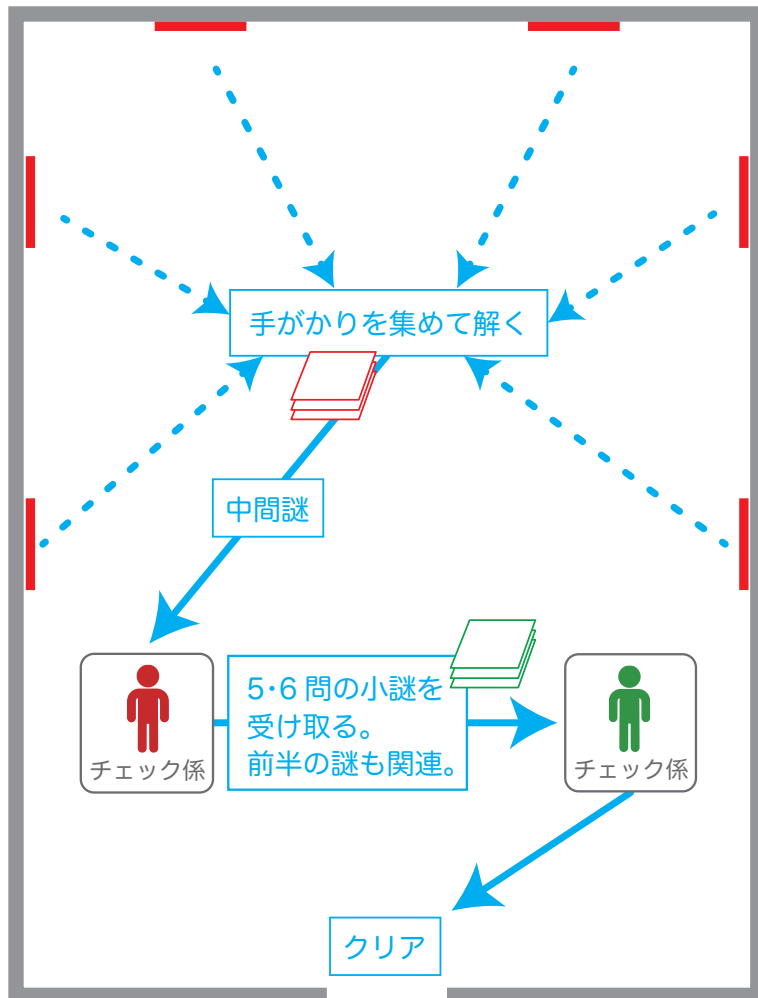 手がかりを集めて解く
中間謎
5･6 問の小謎を
受け取る。
前半の謎も関連。
チェック係
チェック係
クリア